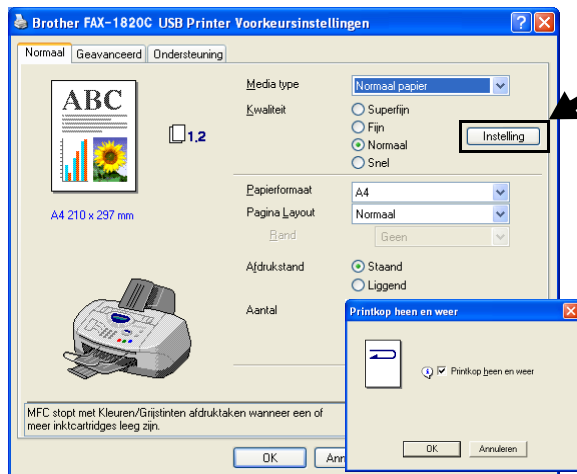 Brother FAX-1820C USB Printer Voorkeursinstellingen
Normaal Geavanceerd Ondersteuning
ABC
1,2
A4 210 x 297 mm
Media type Normaal papier
Kwaliteit
Superfijn
Fijn
Normaal
Snel
Instelling
Papierformaat A4
Pagina Layout Normaal
Rand Geen
Afdrukstand
Staand
Liggend
Aantal
Printkop heen en weer
Printkop heen en weer
OK Annuleren
MFC stopt met Kleuren/Grijstinten afdruktaken wanneer een of
meer inktcartridges leeg zijn.
OK